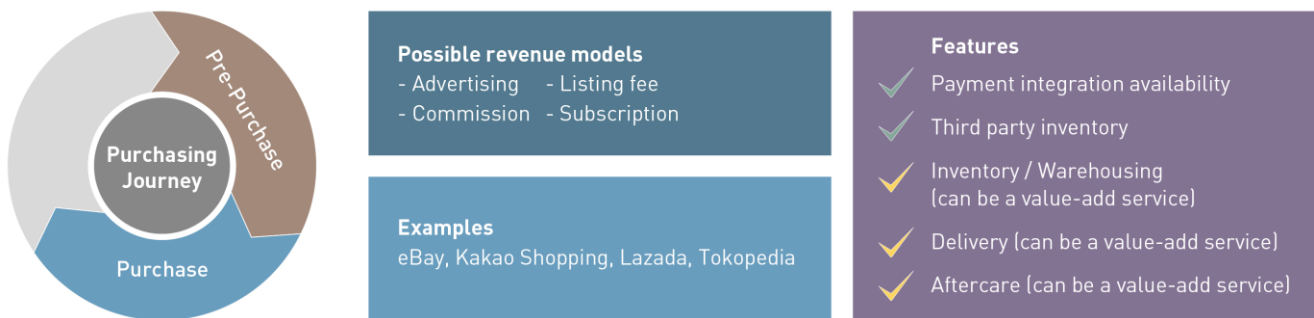 Pre-Purchase
Purchasing
Journey
Purchase
Possible revenue models
- Advertising - Listing fee
- Commission - Subscription
Examples
eBay, Kakao Shopping, Lazada, Tokopedia
Features
Payment integration availability
Third party inventory
Inventory / Warehousing
(can be a value-add service)
Delivery (can be a value-add service)
Aftercare (can be a value-add service)